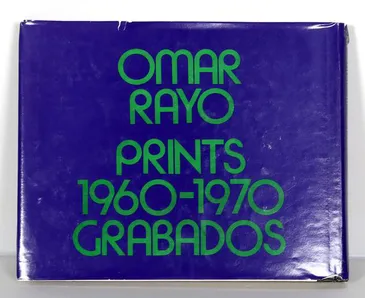 OMAR
RAYO
PRINTS
1960-1970
GRABADOS